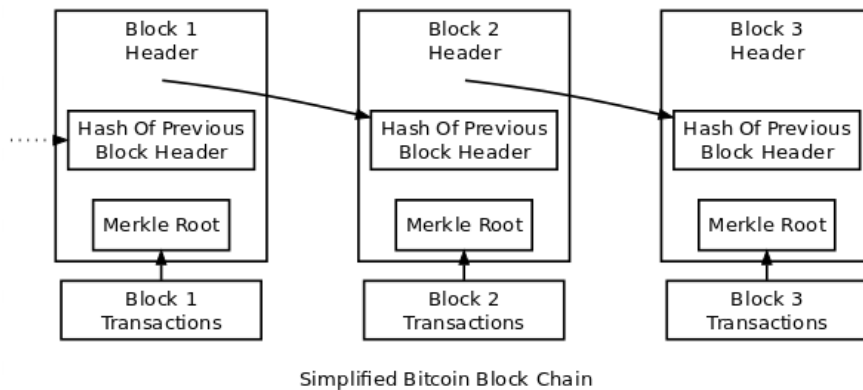 Block 1
Header
Block 2
Header
Block 3
Header
Hash Of Previous
Block Header
Hash Of Previous
Block Header
Hash Of Previous
Block Header
Merkle Root
Merkle Root
Merkle Root
Block 1
Transactions
Block 2
Transactions
Block 3
Transactions
Simplified Bitcoin Block Chain